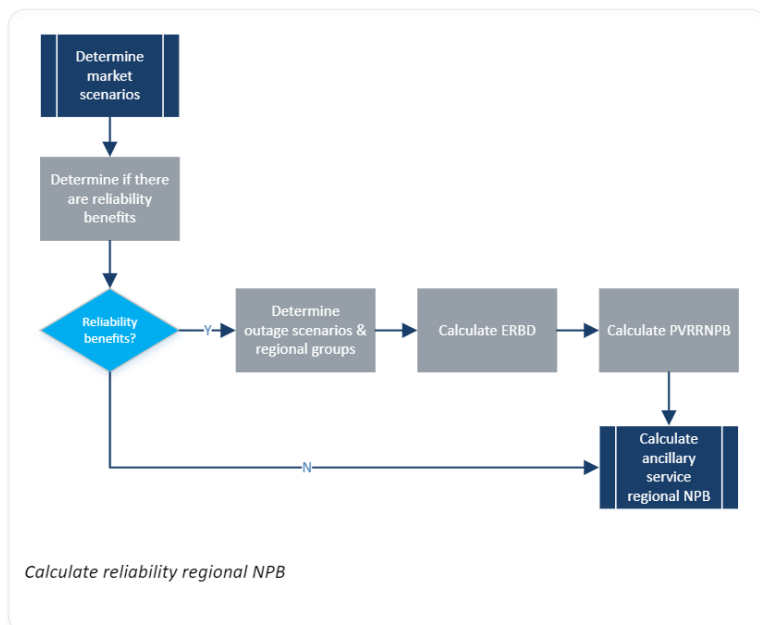 Determine
market
scenarios
Determine if there
are reliability
benefits
Reliability
benefits?
Y
Determine
outage scenarios &
regional groups
Calculate ERBD
Calculate PVRRNPB
N
Calculate
ancillary
service
regional NPB
Calculate reliability regional NPB